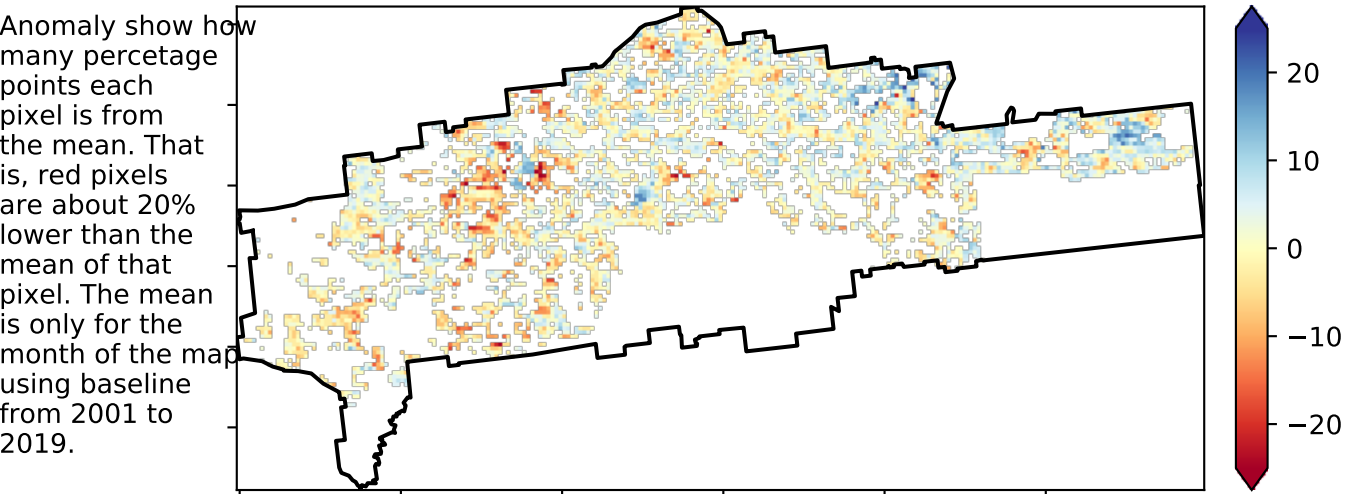 Anomaly show how
many percetage
points each
pixel is from
the mean. That
is, red pixels
are about 20%
lower than the
mean of that
pixel. The mean
is only for the
month of the map
using baseline
from 2001 to
2019.
20
10
0
−10
−20